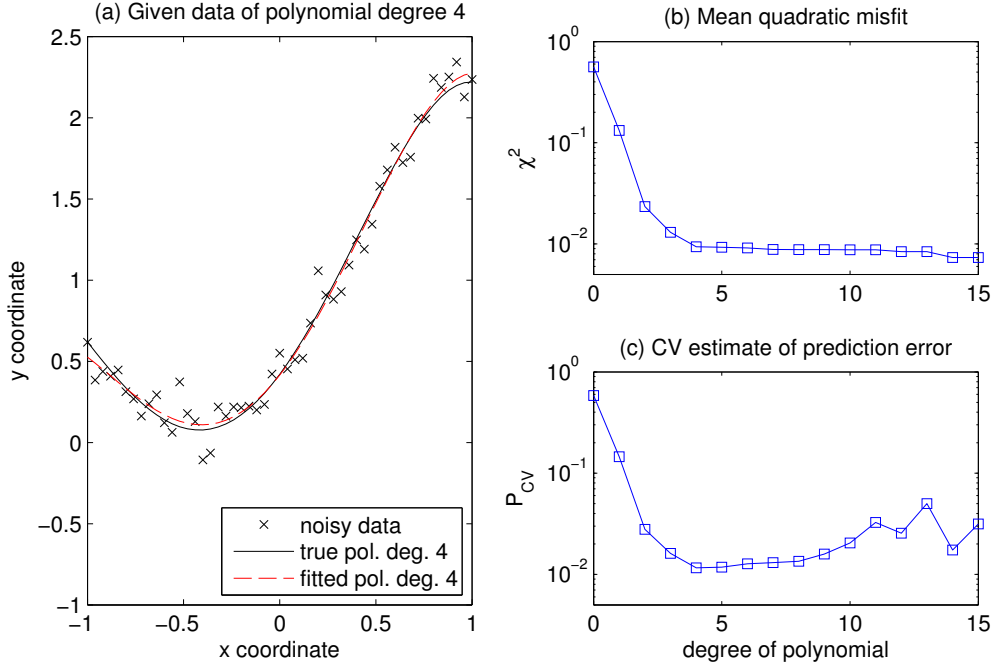 (a) Given data of polynomial degree 4
2.5
2
1.5
1
0.5
0
−0.5
−1
y coordinate
−1
−0.5
0
0.5
1
x coordinate
noisy data
true pol. deg. 4
fitted pol. deg. 4
(b) Mean quadratic misfit
10^0
10^-1
10^-2
χ^2
0
5
10
15
(c) CV estimate of prediction error
10^0
10^-1
10^-2
P_CV
0
5
10
15
degree of polynomial